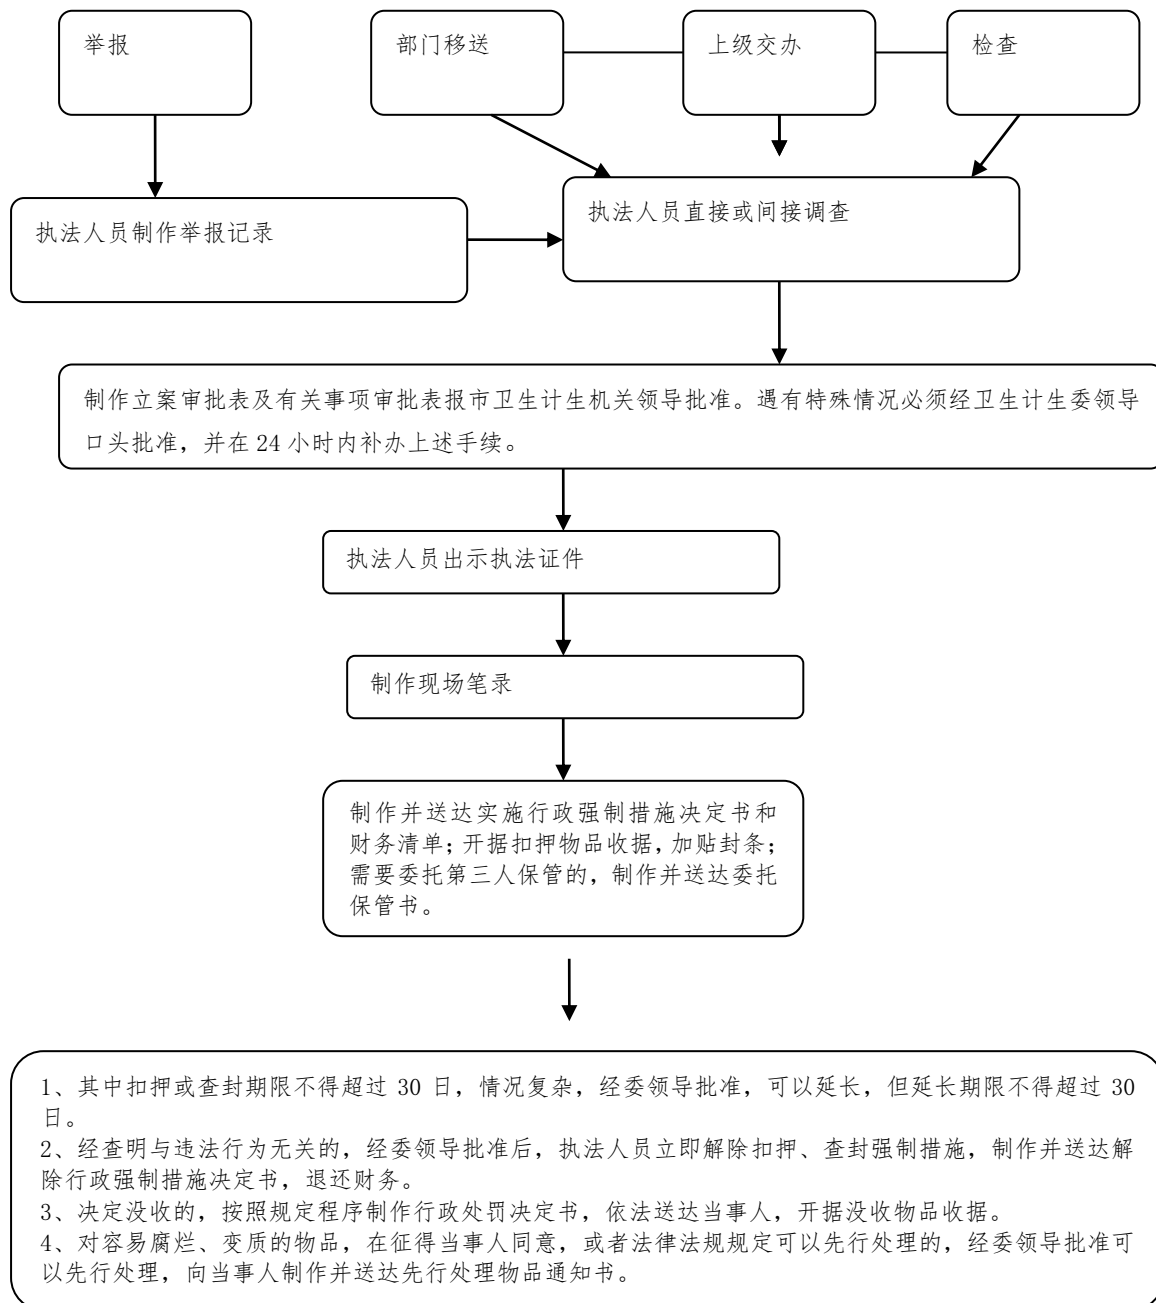 举报
部门移送
上级交办
检查
执法人员制作举报记录
执法人员直接或间接调查
制作立案审批表及有关事项审批表报市卫生计生机关领导批准。遇有特殊情况必须经卫生计生委领导
口头批准，并在 24 小时内补办上述手续。
执法人员出示执法证件
制作现场笔录
制作并送达实施行政强制措施决定书和
财务清单；开据扣押物品收据，加贴封条；
需要委托第三人保管的，制作并送达委托
保管书。
1、其中扣押或查封期限不得超过 30 日，情况复杂，经委领导批准，可以延长，但延长期限不得超过 30
日。
2、经查明与违法行为无关的，经委领导批准后，执法人员立即解除扣押、查封强制措施，制作并送达解
除行政强制措施决定书，退还财务。
3、决定没收的，按照规定程序制作行政处罚决定书，依法送达当事人，开据没收物品收据。
4、对容易腐烂、变质的物品，在征得当事人同意，或者法律法规规定可以先行处理的，经委领导批准可
以先行处理，向当事人制作并送达先行处理物品通知书。